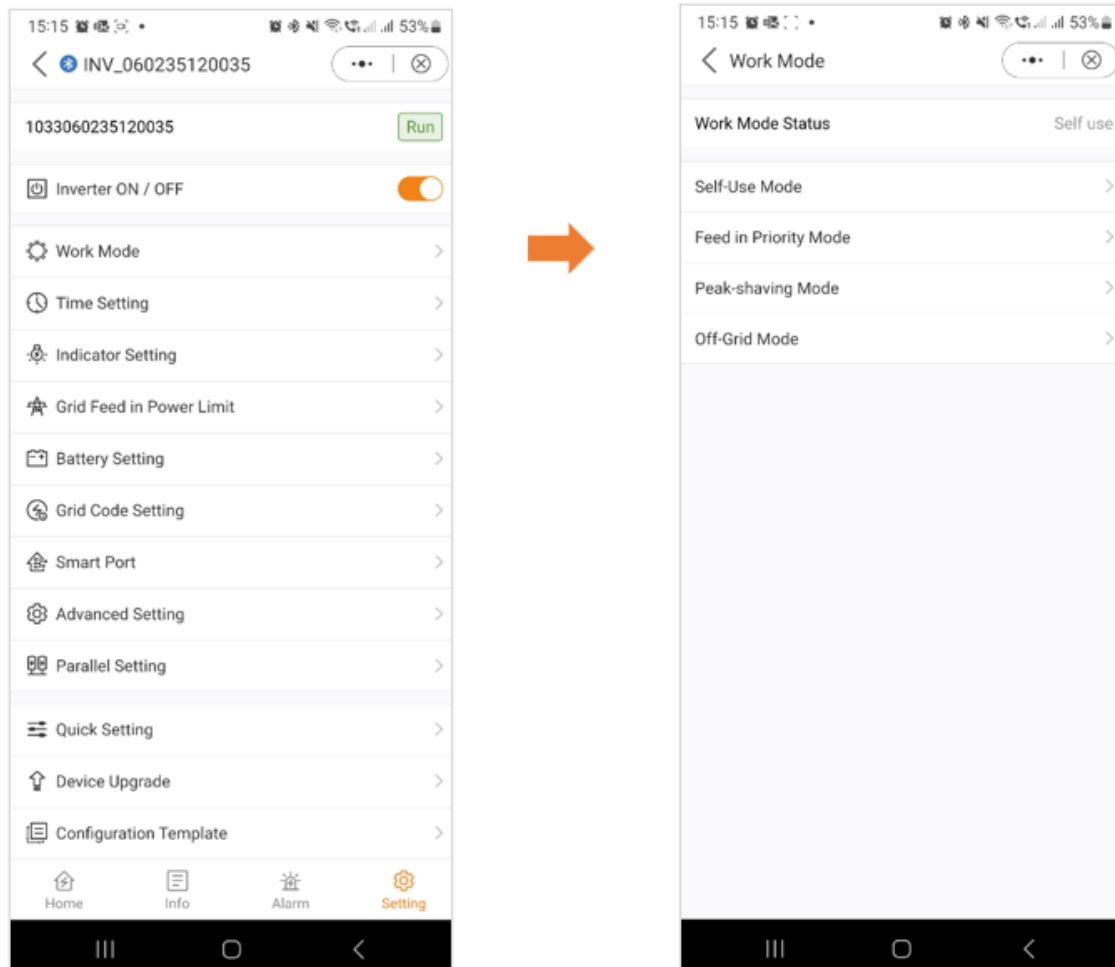 15:15
53%
INV_060235120035
1033060235120035
Run
Inverter ON / OFF
Work Mode
Time Setting
Indicator Setting
Grid Feed in Power Limit
Battery Setting
Grid Code Setting
Smart Port
Advanced Setting
Parallel Setting
Quick Setting
Device Upgrade
Configuration Template
Home
Info
Alarm
Setting
15:15
53%
Work Mode
Work Mode Status
Self use
Self-Use Mode
Feed in Priority Mode
Peak-shaving Mode
Off-Grid Mode